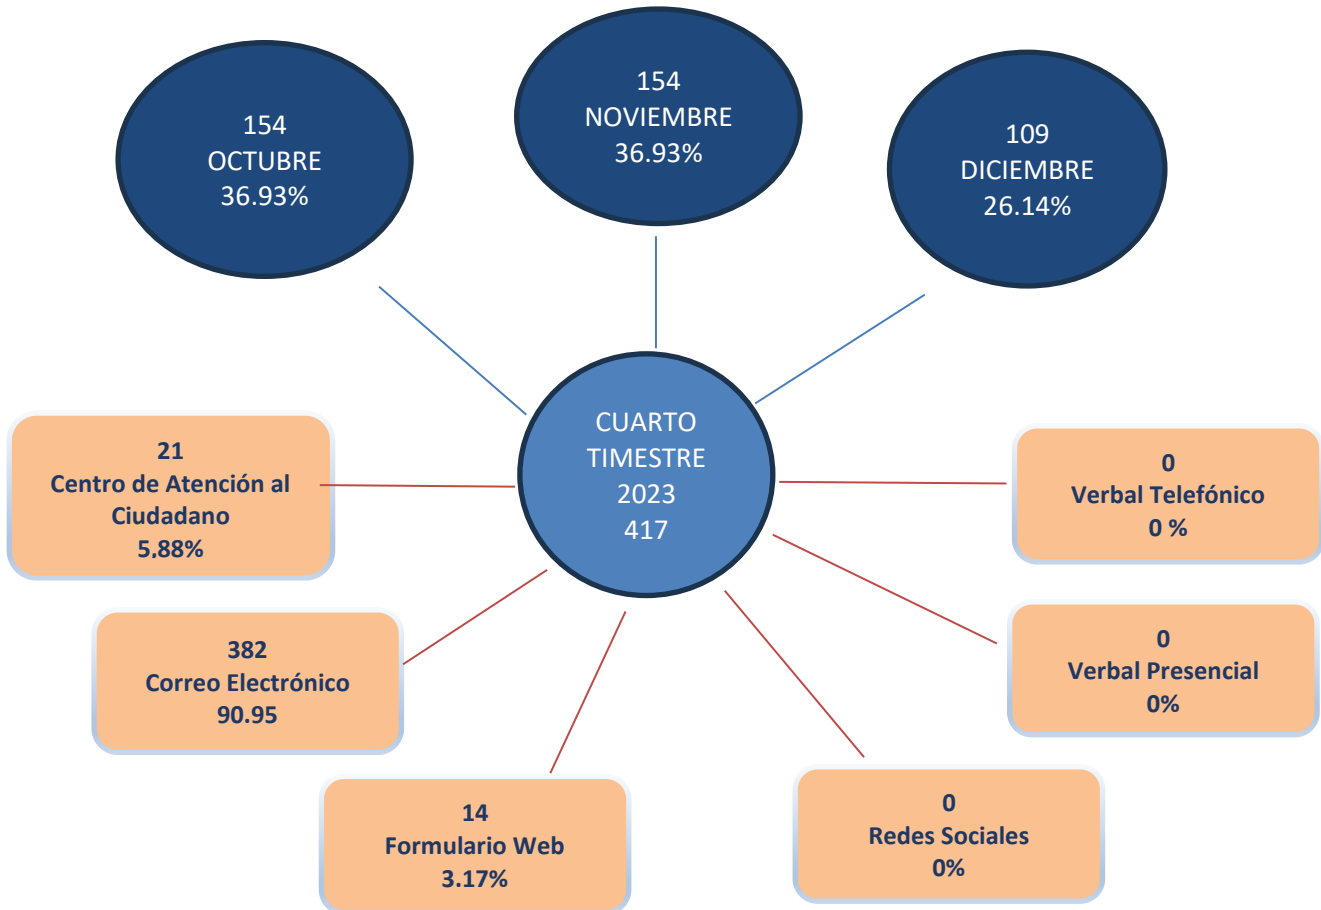 154
OCTUBRE
36.93%
154
NOVIEMBRE
36.93%
109
DICIEMBRE
26.14%
CUARTO
TIMESTRE
2023
417
21
Centro de Atención al
Ciudadano
5,88%
382
Correo Electrónico
90.95
14
Formulario Web
3.17%
0
Redes Sociales
0%
0
Verbal Presencial
0%
0
Verbal Telefónico
0 %